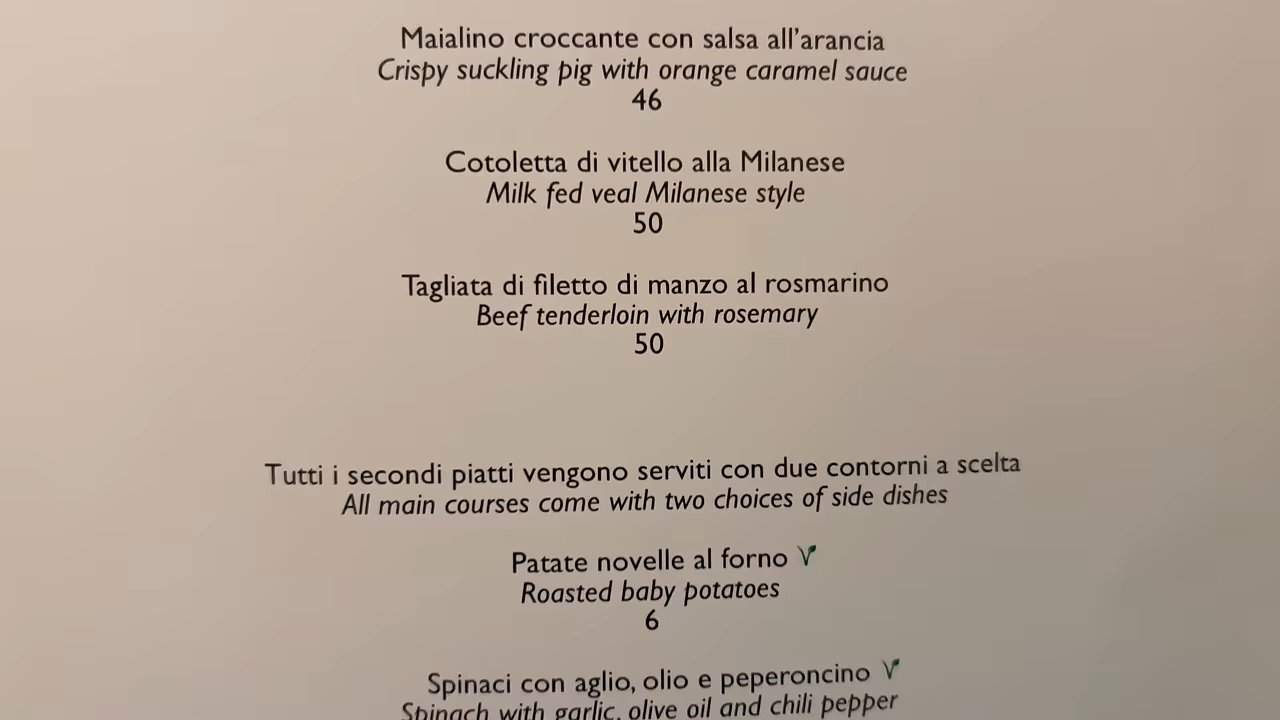 Maialino croccante con salsa all'arancia
Crispy suckling pig with orange caramel sauce
46
Cotoletta di vitello alla Milanese
Milk fed veal Milanese style
50
Tagliata di filetto di manzo al rosmarino
Beef tenderloin with rosemary
50
Tutti i secondi piatti vengono serviti con due contorni a scelta
All main courses come with two choices of side dishes
Patate novelle al forno V
Roasted baby potatoes
6
Spinaci con aglio, olio e peperoncino V
Spinach with garlic, olive oil and chili pepper